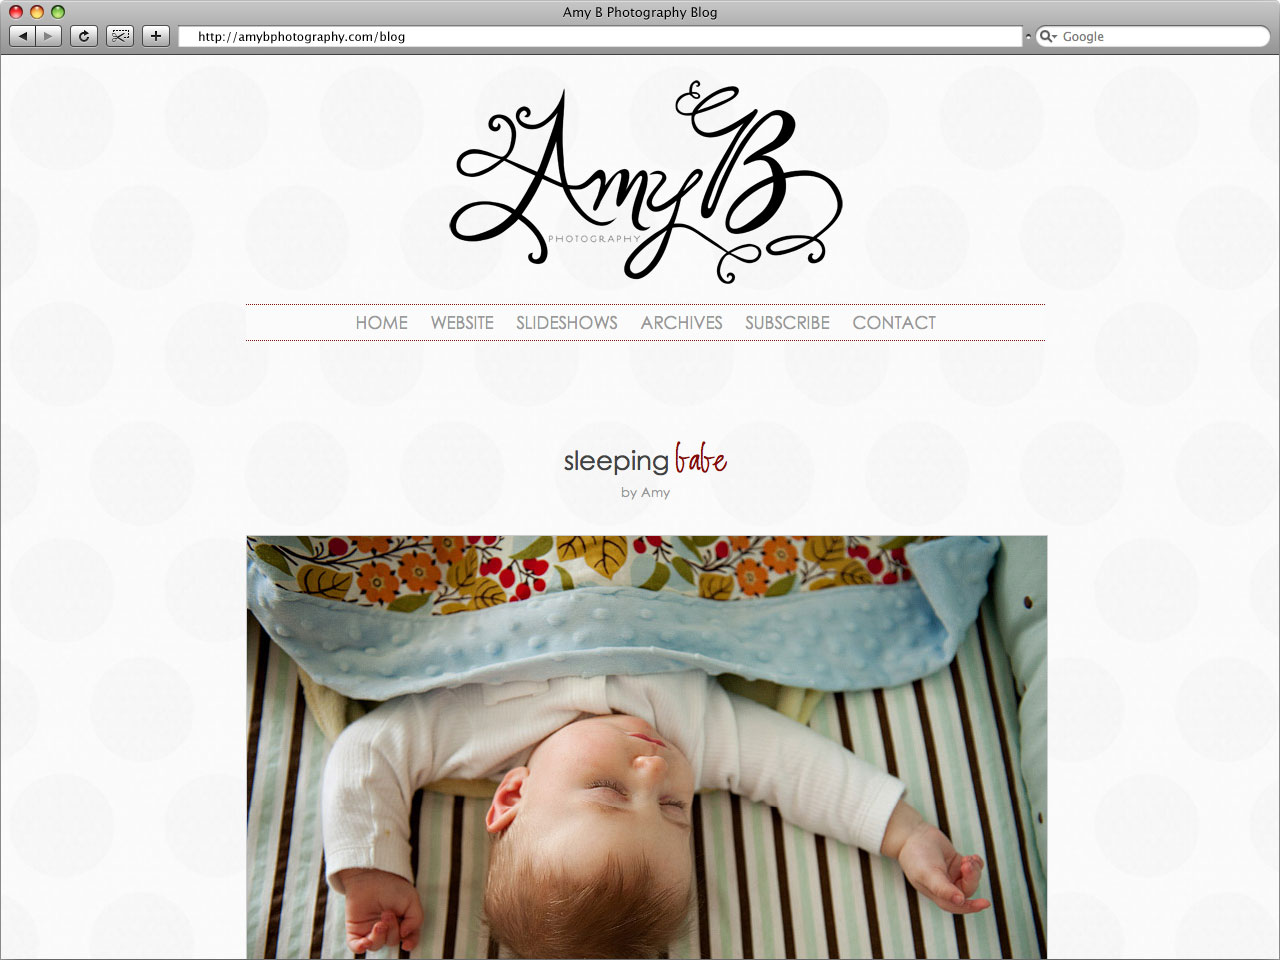 Amy B Photography Blog
http://amybphotography.com/blog
Google
Amy B
PHOTOGRAPHY
HOME WEBSITE SLIDESHOWS ARCHIVES SUBSCRIBE CONTACT
sleeping babe
by Amy